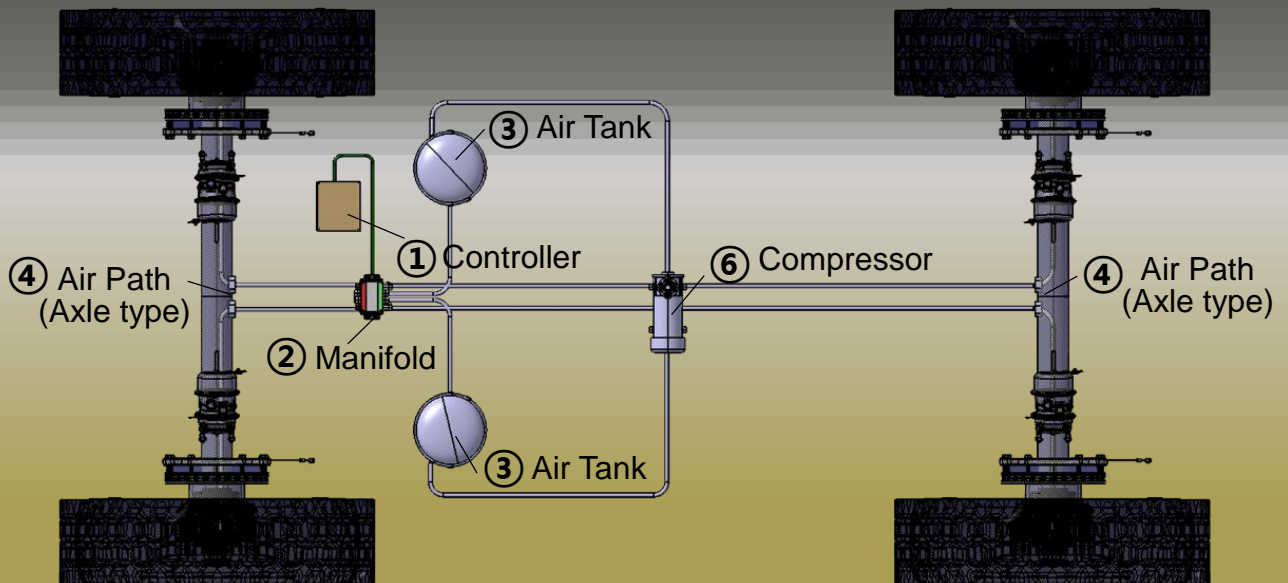 ③ Air Tank
① Controller
⑥ Compressor
④ Air Path
(Axle type)
④ Air Path
(Axle type)
② Manifold
③ Air Tank